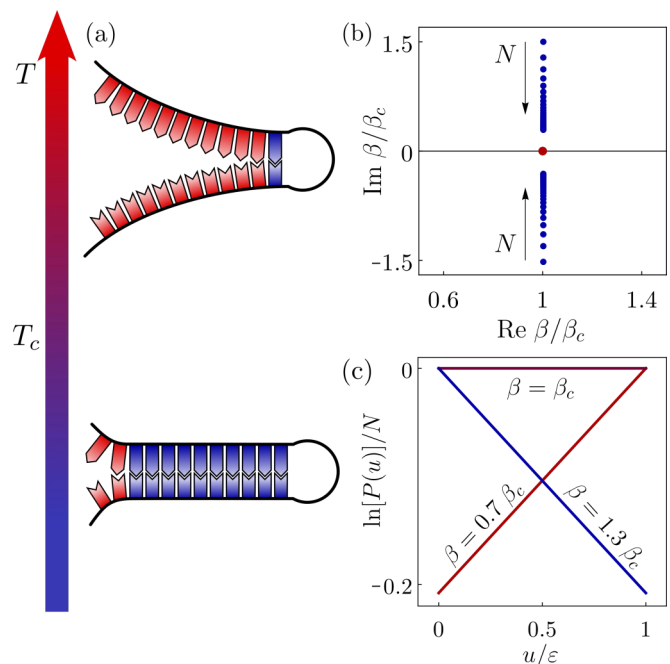 T
T_c
(a)
(b)
1.5
0
-1.5
Im β/β_c
N
N
0.6
1
1.4
Re β/β_c
(c)
0
-0.2
ln[P(u)]/N
β = β_c
β = 0.7 β_c
β = 1.3 β_c
0
0.5
1
u/ε